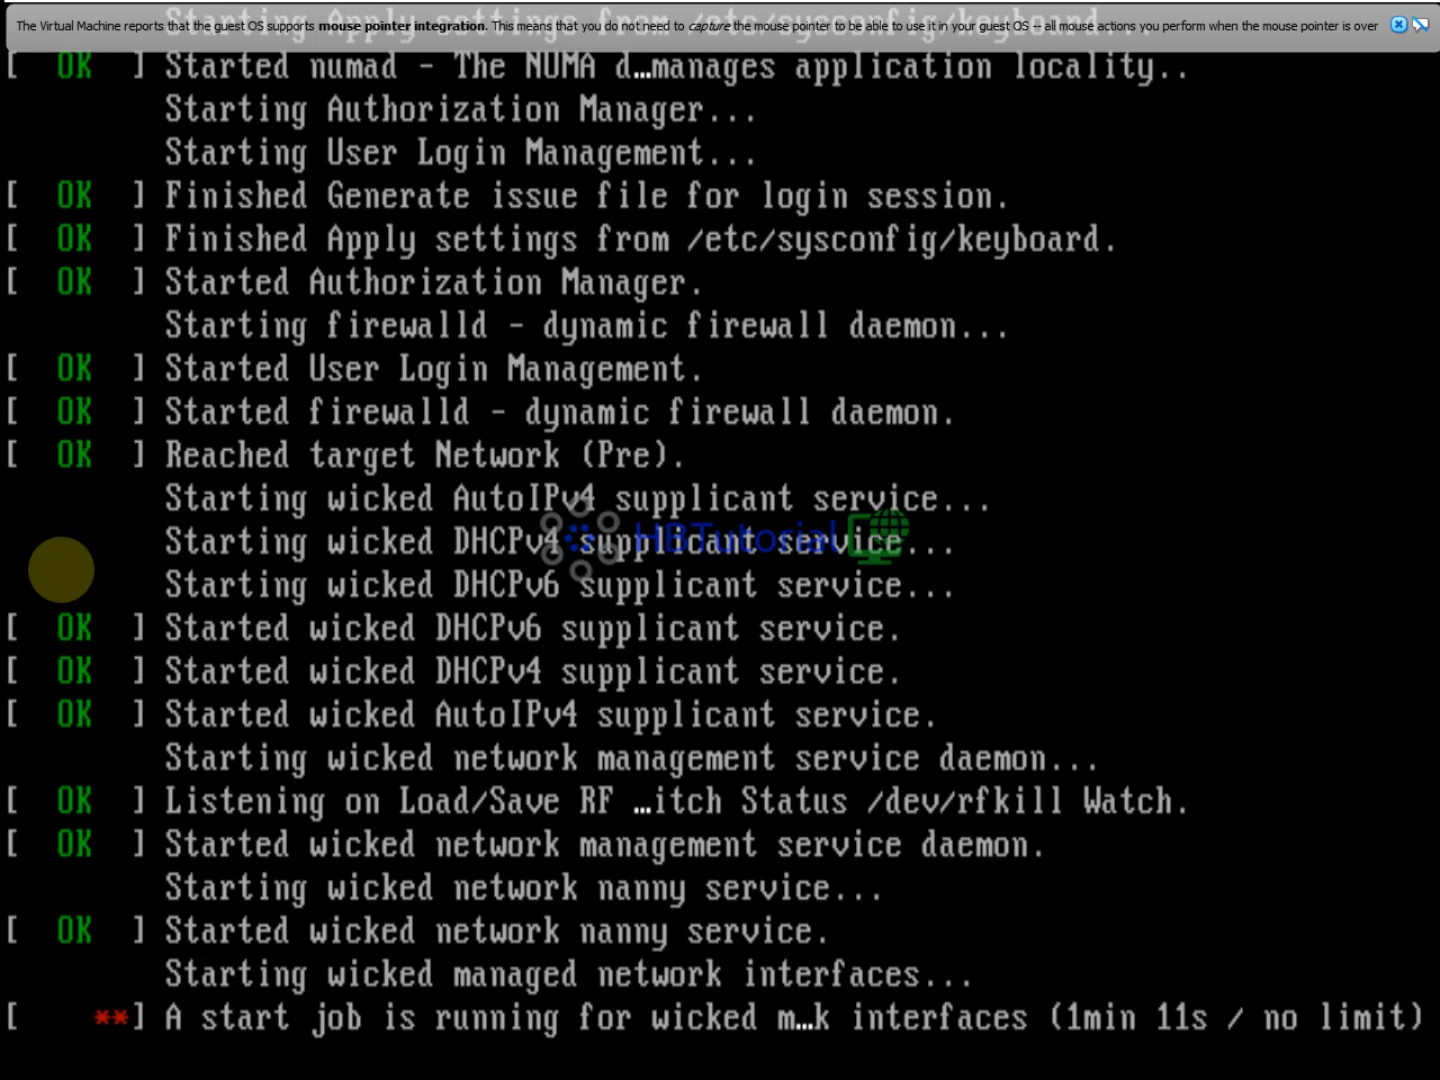 The Virtual Machine reports that the guest OS supports mouse pointer integration. This means that you do not need to capture the mouse pointer to be able to use it in your guest OS -- all mouse actions you perform when the mouse pointer is over
[  OK  ] Started numad - The NUMA d…manages application locality..
Starting Authorization Manager...
Starting User Login Management...
[  OK  ] Finished Generate issue file for login session.
[  OK  ] Finished Apply settings from /etc/sysconfig/keyboard.
[  OK  ] Started Authorization Manager.
Starting firewalld - dynamic firewall daemon...
[  OK  ] Started User Login Management.
[  OK  ] Started firewalld - dynamic firewall daemon.
[  OK  ] Reached target Network (Pre).
Starting wicked AutoIPv4 supplicant service...
Starting wicked DHCPv4 supplicant service...
HBTutorial
Starting wicked DHCPv6 supplicant service...
[  OK  ] Started wicked DHCPv6 supplicant service.
[  OK  ] Started wicked DHCPv4 supplicant service.
[  OK  ] Started wicked AutoIPv4 supplicant service.
Starting wicked network management service daemon...
[  OK  ] Listening on Load/Save RF …itch Status /dev/rfkill Watch.
[  OK  ] Started wicked network management service daemon.
Starting wicked network nanny service...
[  OK  ] Started wicked network nanny service.
Starting wicked managed network interfaces...
[    **] A start job is running for wicked m…k interfaces (1min 11s / no limit)